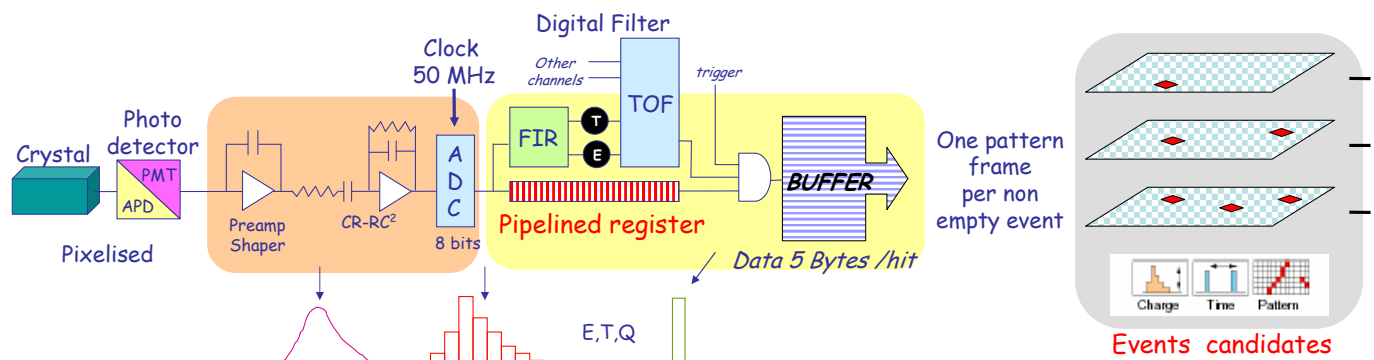 Digital Filter
Clock
50 MHz
Other
channels
trigger
TOF
Photo
detector
Crystal
PMT
APD
Pixelised
Preamp
Shaper
CR-RC²
A
D
C
8 bits
FIR
T
E
Pipelined register
BUFFER
Data 5 Bytes /hit
E,T,Q
One pattern
frame
per non
empty event
Charge
Time
Pattern
Events candidates